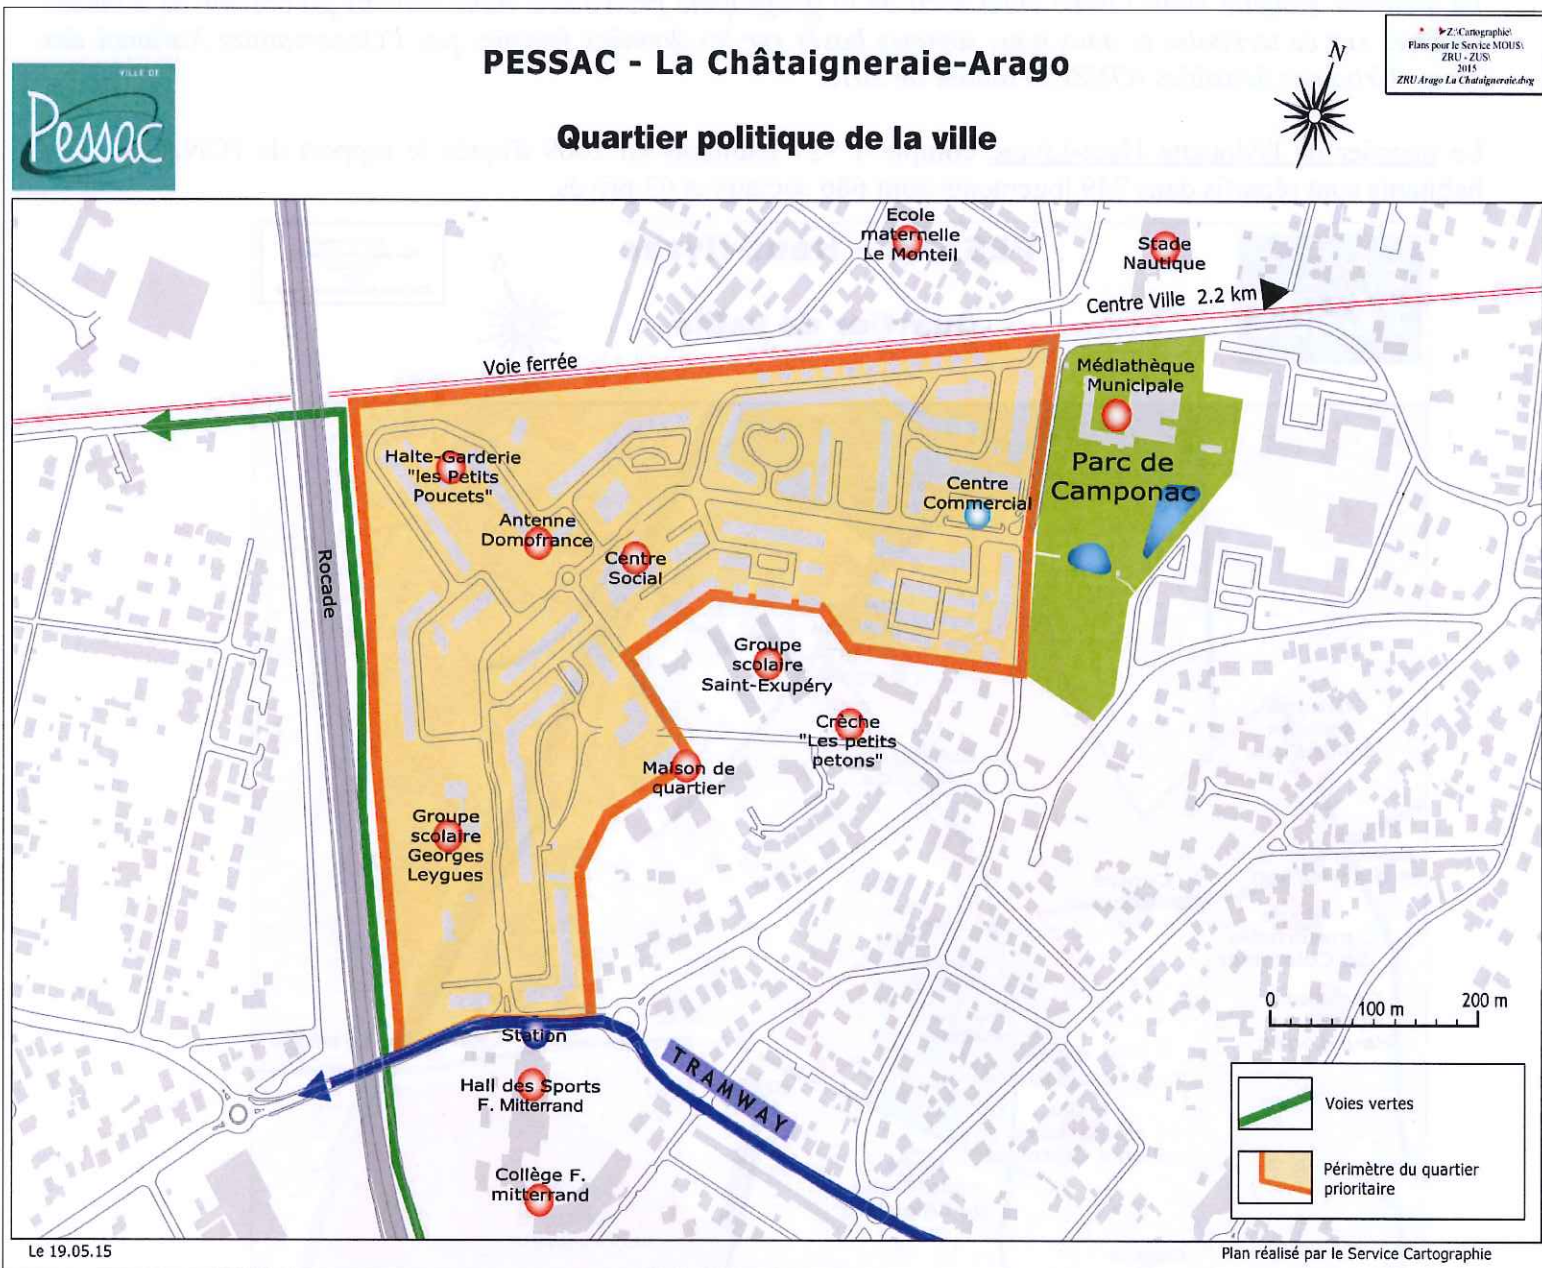 PESSAC - La Châtaigneraie-Arago
Quartier politique de la ville
VILLE DE
Pessac
N
Z:\Cartographie\
Plans pour le Service MOUS\
ZRU - ZUS\
2015
ZRU Arago La Chataigneraie.dwg
Ecole
maternelle
Le Monteil
Stade
Nautique
Centre Ville 2.2 km
Voie ferrée
Médiathèque
Municipale
Parc de
Camponac
Halte-Garderie
"les Petits
Poucets"
Centre
Commercial
Antenne
Domofrance
Centre
Social
Rocade
Groupe
scolaire
Saint-Exupéry
Crèche
"Les petits
petons"
Maison de
quartier
Groupe
scolaire
Georges
Leygues
Station
Hall des Sports
F. Mitterrand
TRAMWAY
Collège F.
mitterrand
0 100 m 200 m
Voies vertes
Périmètre du quartier
prioritaire
Le 19.05.15
Plan réalisé par le Service Cartographie